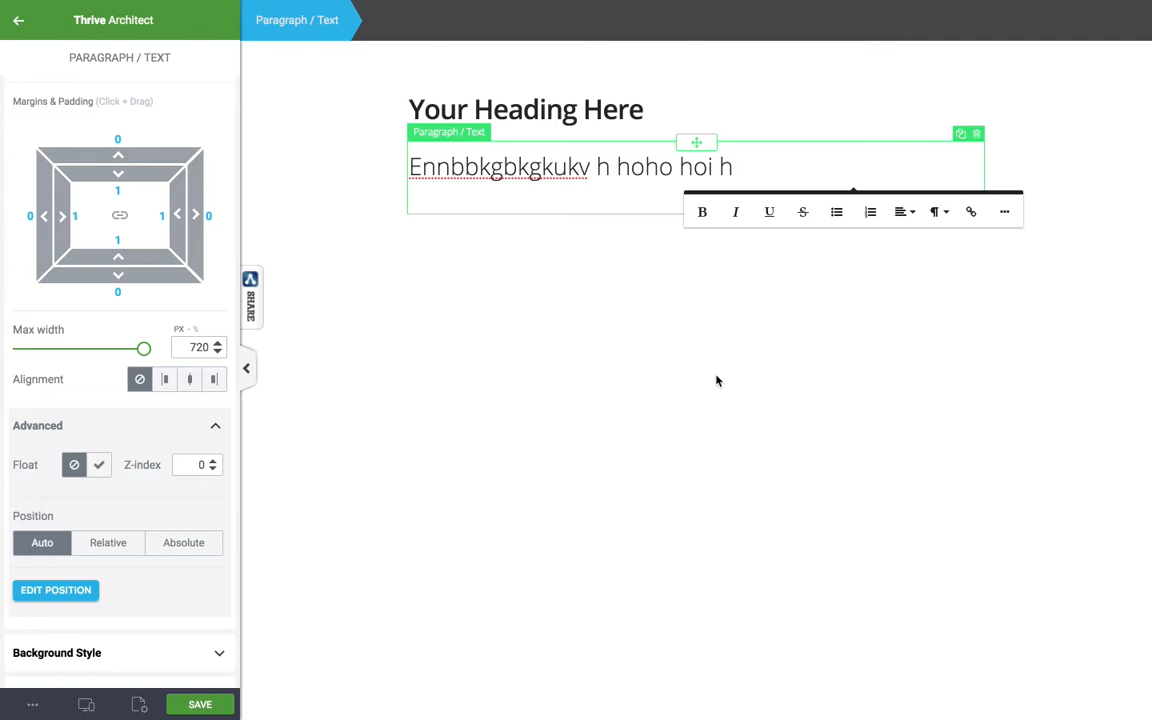 Thrive Architect
Paragraph / Text
PARAGRAPH / TEXT
Margins & Padding (Click + Drag)
0
1
0 1 1 0
1
0
Max width
PX - %
720
Alignment
Advanced
Float
Z-index
0
Position
Auto
Relative
Absolute
EDIT POSITION
Background Style
SAVE
SHARE
Your Heading Here
Paragraph / Text
Ennbbkgbkgkukv h hoho hoi h
B I U S